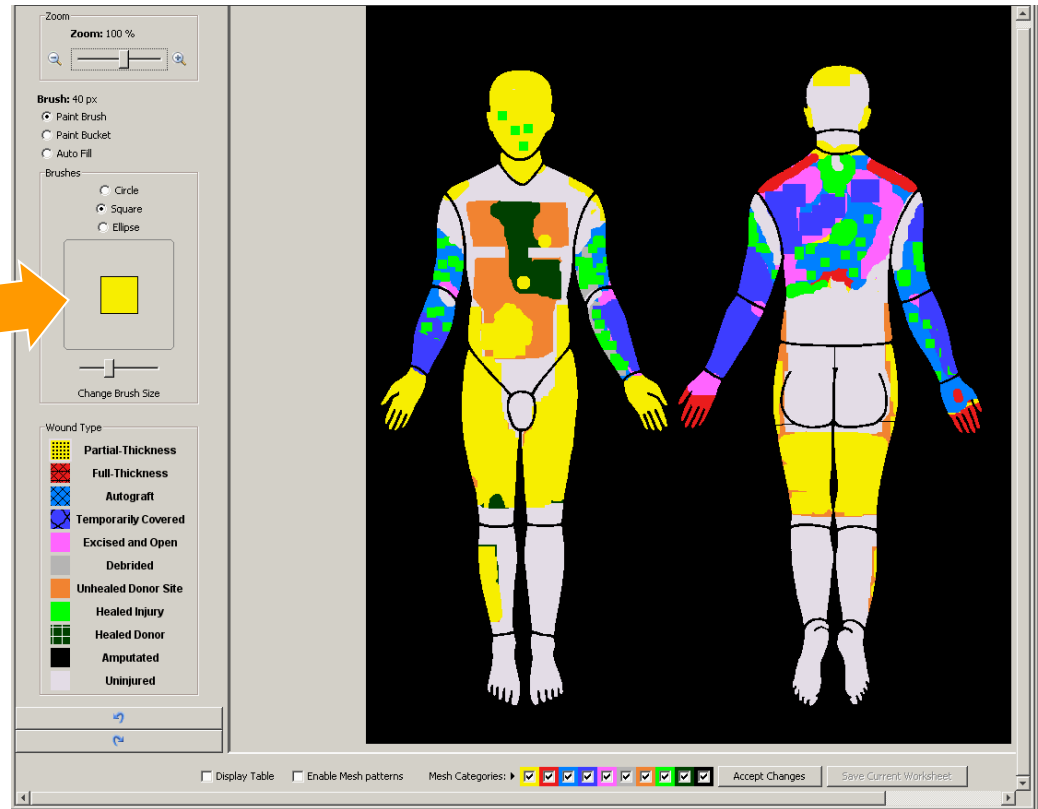 Zoom
Zoom: 100 %
Brush: 40 px
Paint Brush
Paint Bucket
Auto Fill
Brushes
Circle
Square
Ellipse
Change Brush Size
Wound Type
Partial-Thickness
Full-Thickness
Autograft
Temporarily Covered
Excised and Open
Debrided
Unhealed Donor Site
Healed Injury
Healed Donor
Amputated
Uninjured
Display Table Enable Mesh patterns Mesh Categories: Accept Changes Save Current Worksheet